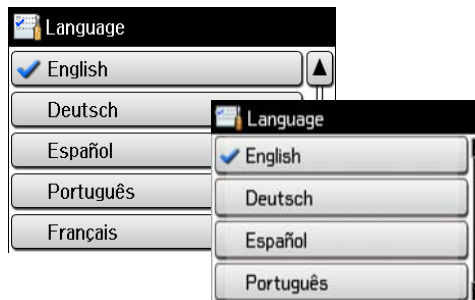 Language
English
Deutsch
Español
Português
Français
Language
English
Deutsch
Español
Português